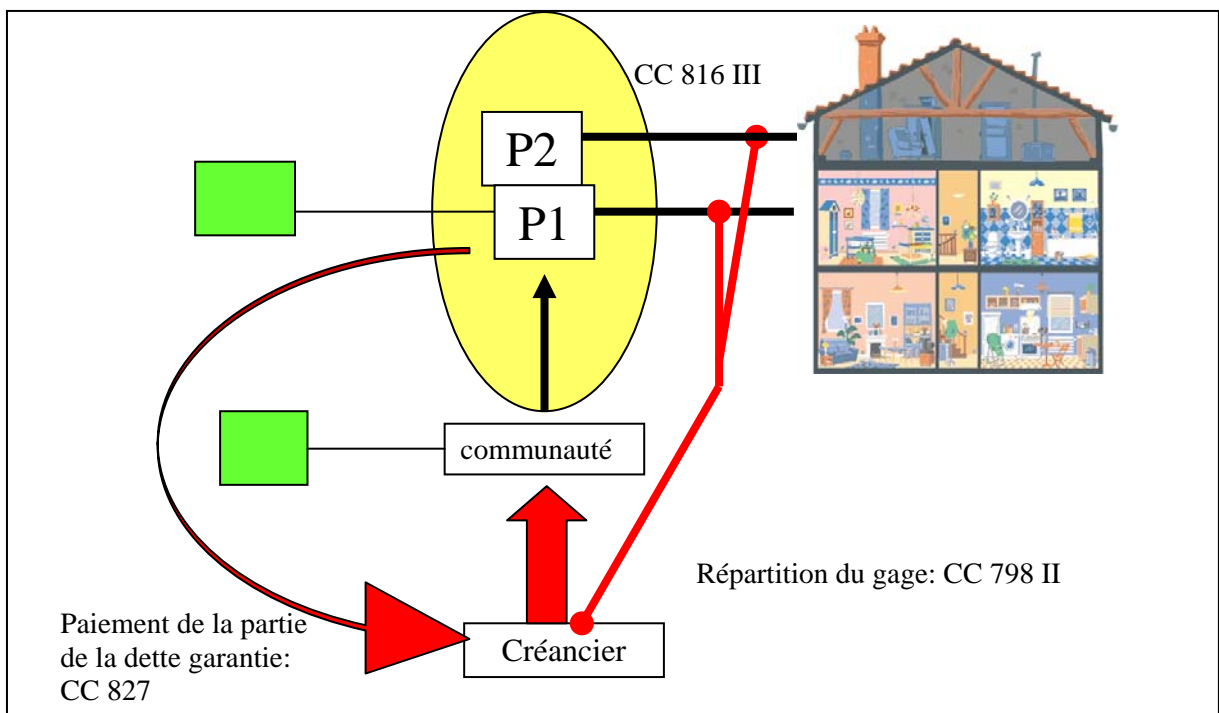 CC 816 III
P2
P1
communauté
Répartition du gage: CC 798 II
Paiement de la partie
de la dette garantie:
CC 827
Créancier